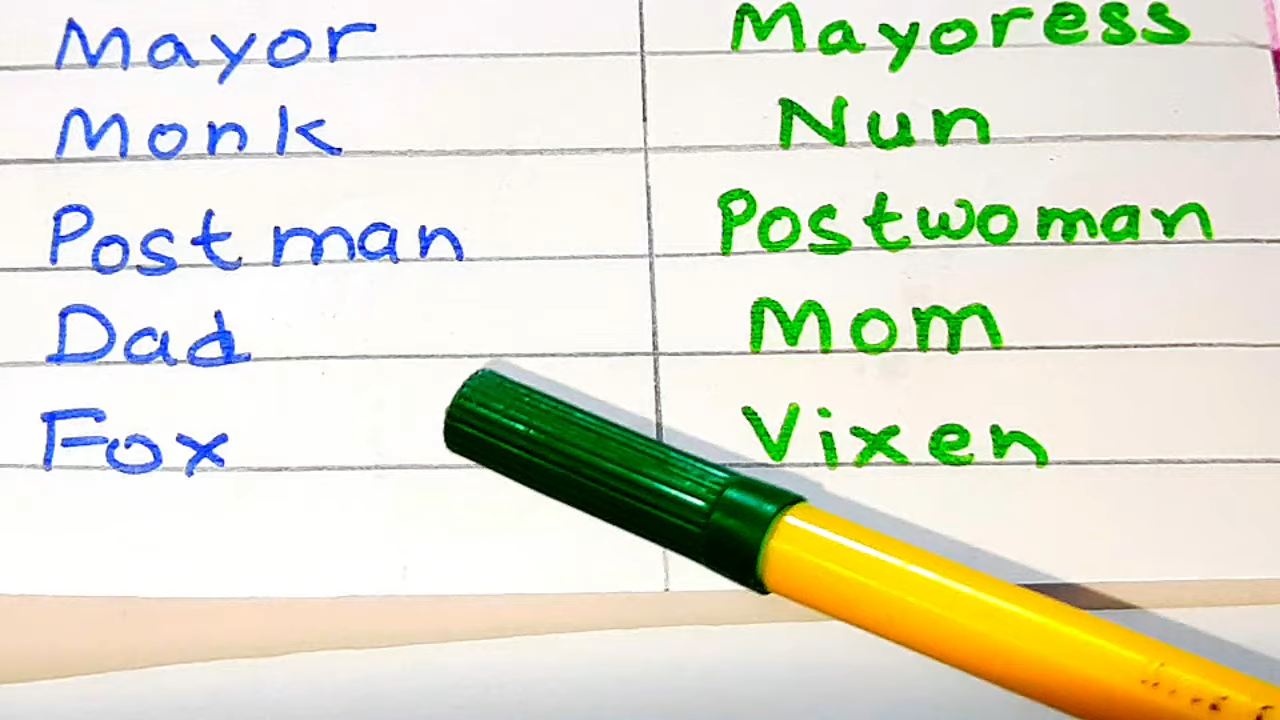 Mayor Mayoress
Monk Nun
Postman Postwoman
Dad Mom
Fox Vixen